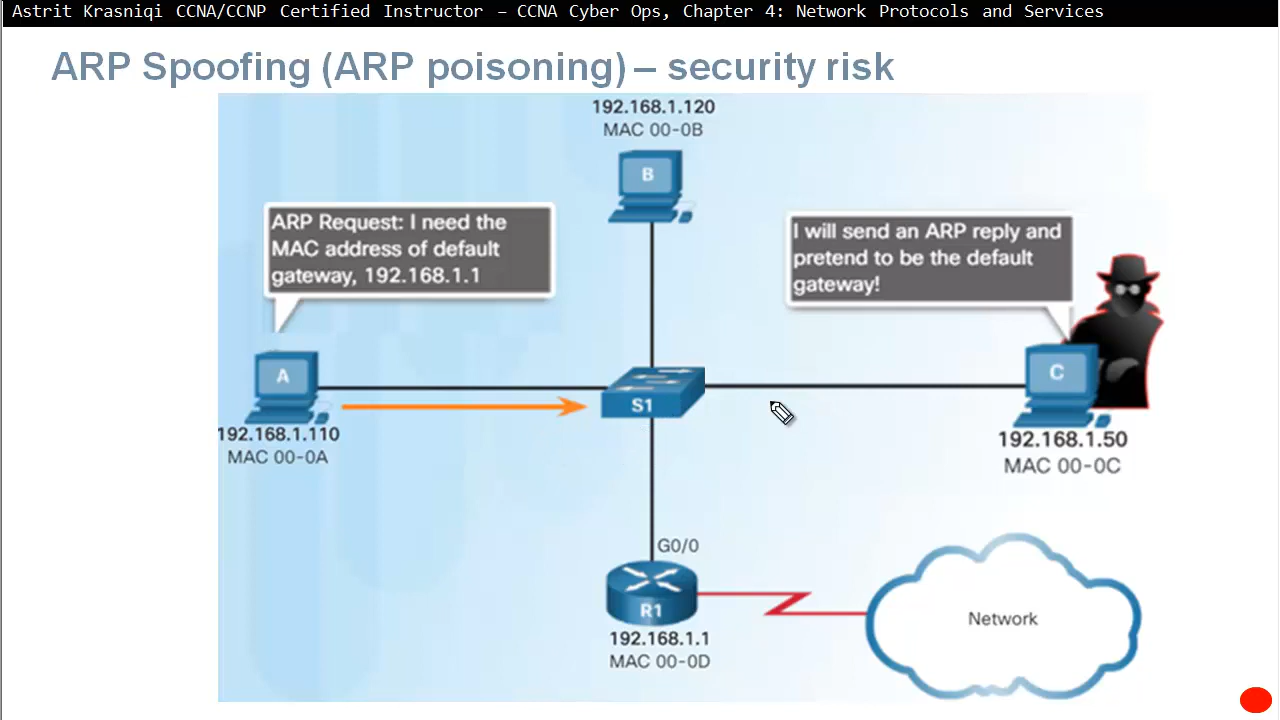 Astrit Krasniqi CCNA/CCNP Certified Instructor – CCNA Cyber Ops, Chapter 4: Network Protocols and Services
ARP Spoofing (ARP poisoning) – security risk
192.168.1.120
MAC 00-0B
B
ARP Request: I need the
MAC address of default
gateway, 192.168.1.1
I will send an ARP reply and
pretend to be the default
gateway!
A
S1
C
192.168.1.110
MAC 00-0A
192.168.1.50
MAC 00-0C
G0/0
R1
Network
192.168.1.1
MAC 00-0D